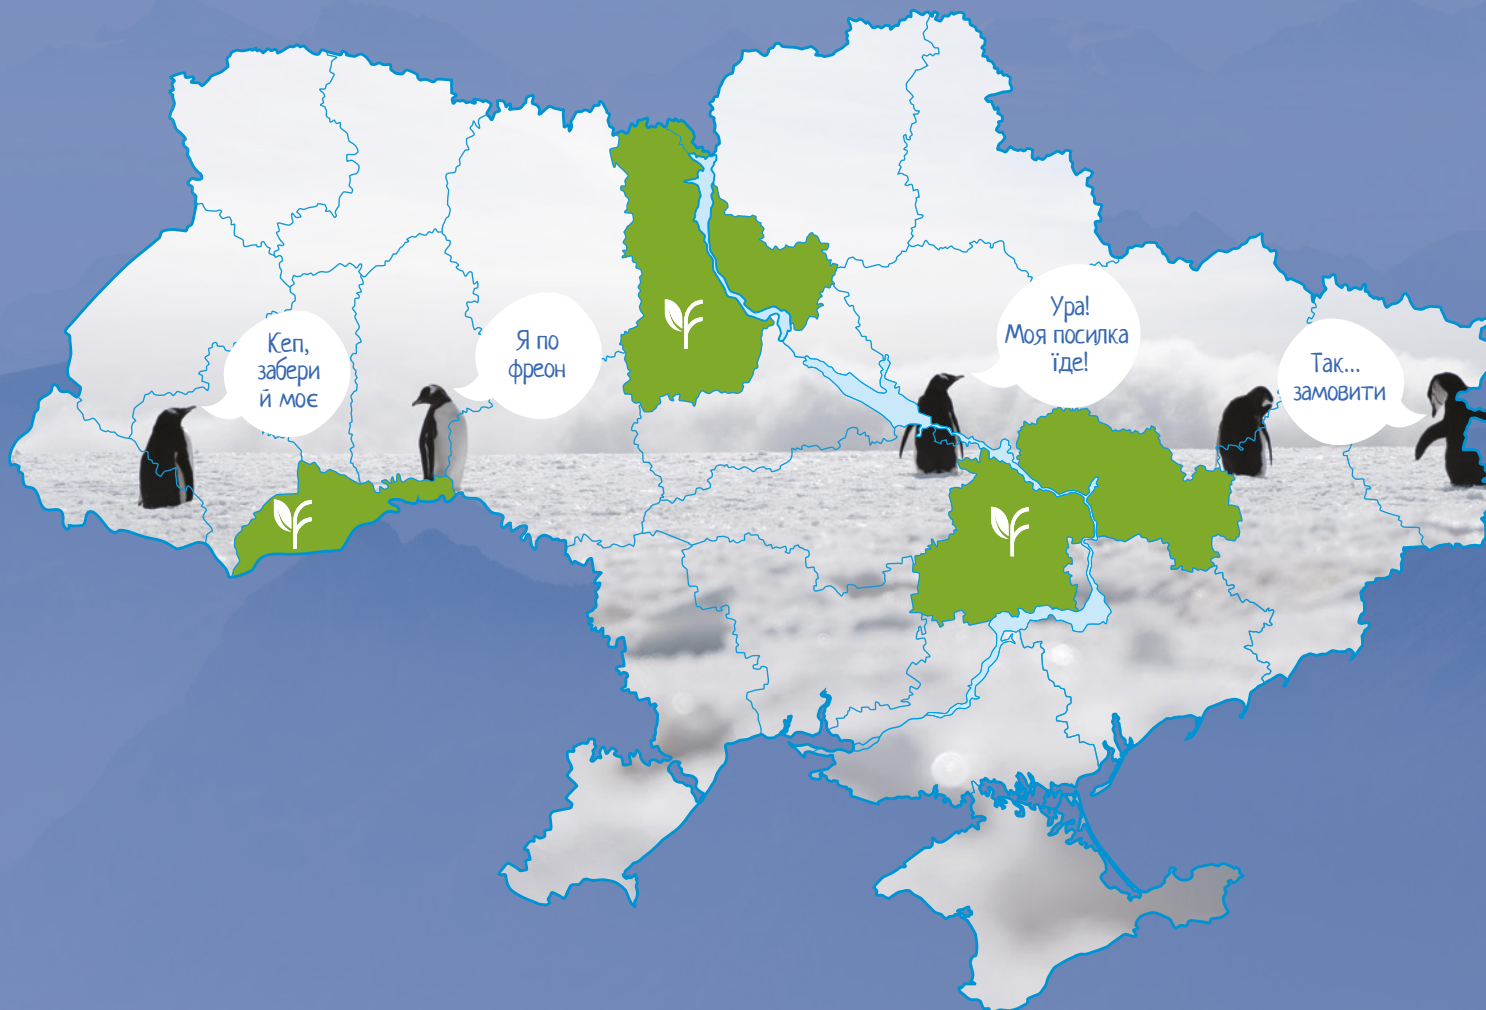 Кеп,
забери
й моє
Я по
фреон
Ура!
Моя посилка
їде!
Так...
замовити